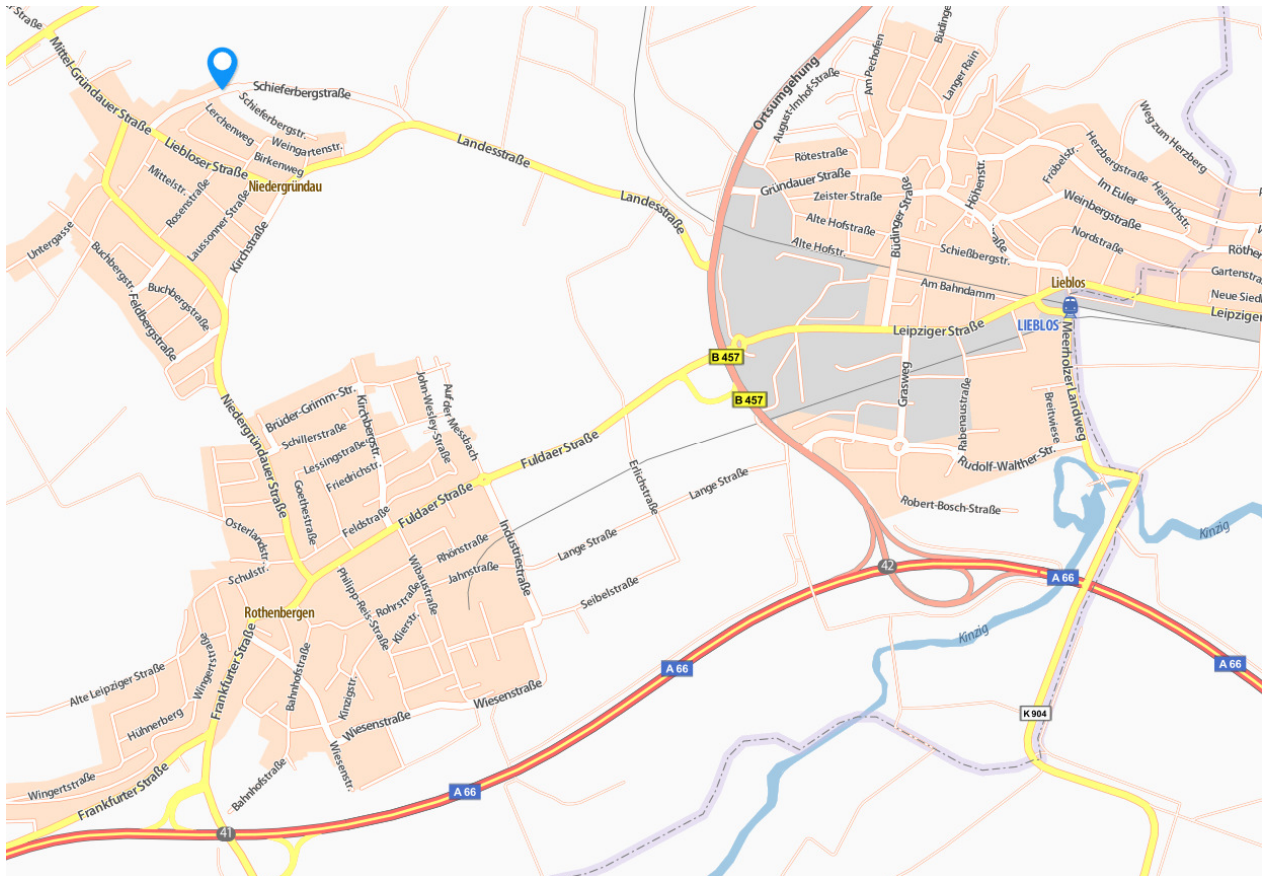 Straße
Mittel-Gründauer Straße
Schieferbergstraße
Schieferbergstr.
Lerchenweg
Weingartenstr.
Birkenweg
Liebloser Straße
Niedergründau
Mittelstr.
Rosenstraße
Laussonner Straße
Kirchstraße
Untergasse
Buchbergstr.
Buchbergstraße
Feldbergstraße
Landesstraße
Landesstraße
Ortsumgehung
August-Imhof-Straße
Am Pechofen
Büding
Langer Rain
Rötestraße
Gründauer Straße
Zeister Straße
Alte Hofstraße
Alte Hofstr.
Büdinger Straße
Höhenstr.
Fröbelstr.
Herzbergstraße
Weg zum Herzberg
Im Euler
Heinrichstr.
Weinbergstraße
Nordstraße
Schießbergstr.
raße
Röther
Gartenstra
Neue Siedl
Leipziger
Am Bahndamm
Lieblos
LIEBLOS
Leipziger Straße
B 457
B 457
Grasweg
Rabenaustraße
Breitwiese
Meerholzer Landweg
Rudolf-Walther-Str.
Robert-Bosch-Straße
Kinzig
Niedergründauer Straße
Brüder-Grimm-Str.
Schillerstraße
Lessingstraße
Friedrichstr.
Kirchbergstr.
John-Wesley-Straße
Auf der Messbach
Goethestraße
Feldstraße
Fuldaer Straße
Fuldaer Straße
Erlichstraße
Lange Straße
Lange Straße
Industriestraße
Osterlandstr.
Schulstr.
Rhönstraße
Jahnstraße
Wibaustraße
Philipp-Reis-Straße
Rohrstraße
Klierstr.
Seibelstraße
42
A 66
A 66
A 66
Kinzig
Rothenbergen
Frankfurter Straße
Wingertstraße
Alte Leipziger Straße
Hühnerberg
Bahnhofstraße
Kinzigstr.
Wiesenstraße
Wiesenstraße
Wiesenstr.
K 904
Wingertstraße
Frankfurter Straße
Bahnhofstraße
A 66
41